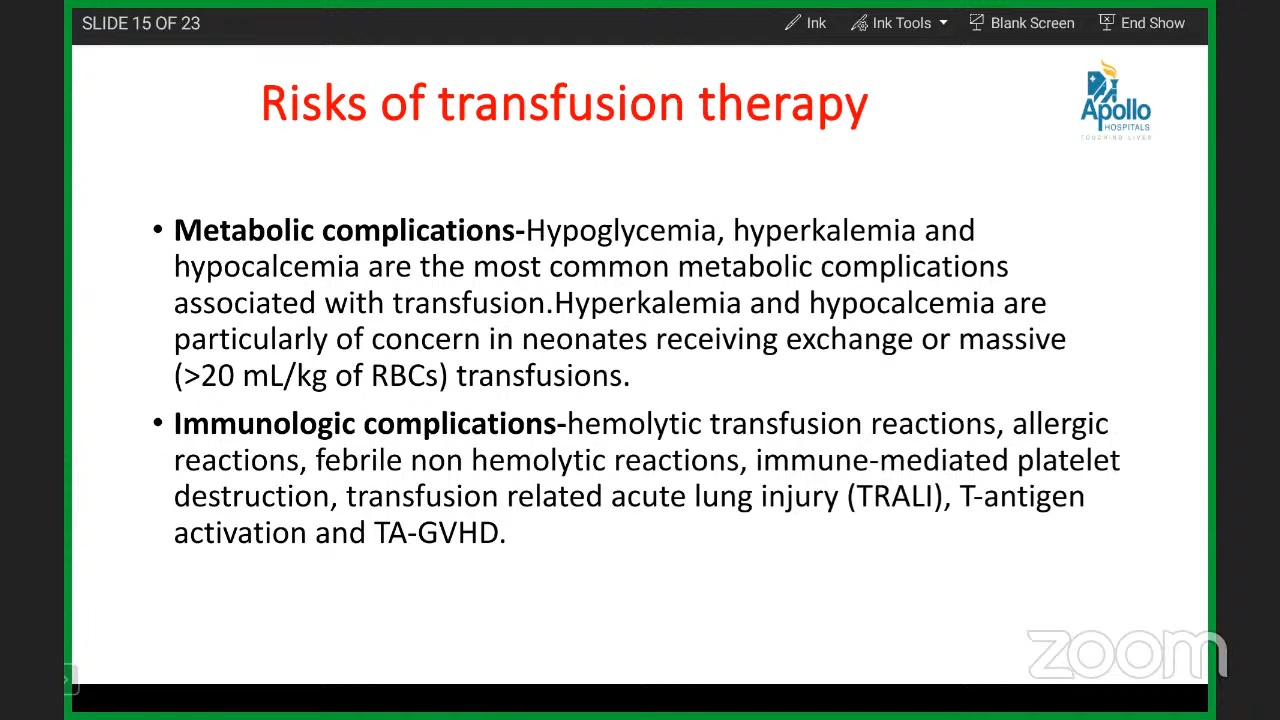 SLIDE 15 OF 23
Ink
Ink Tools
Blank Screen
End Show
Risks of transfusion therapy
Apollo
HOSPITALS
TOUCHING LIVES
• Metabolic complications-Hypoglycemia, hyperkalemia and
hypocalcemia are the most common metabolic complications
associated with transfusion.Hyperkalemia and hypocalcemia are
particularly of concern in neonates receiving exchange or massive
(>20 mL/kg of RBCs) transfusions.
• Immunologic complications-hemolytic transfusion reactions, allergic
reactions, febrile non hemolytic reactions, immune-mediated platelet
destruction, transfusion related acute lung injury (TRALI), T-antigen
activation and TA-GVHD.
zoom